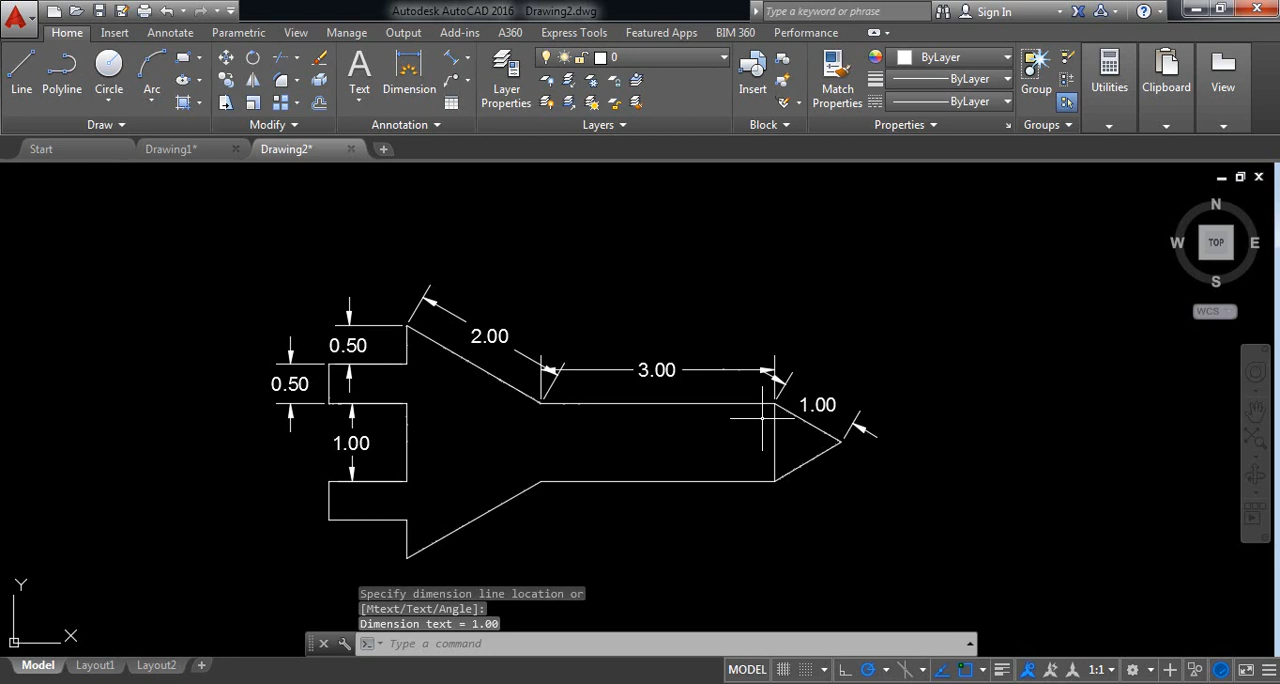 Autodesk AutoCAD 2016 Drawing2.dwg
Type a keyword or phrase
Sign In
Home Insert Annotate Parametric View Manage Output Add-ins A360 Express Tools Featured Apps BIM 360 Performance
Line Polyline Circle Arc
Text Dimension
Layer
Properties
0
Insert
Match
Properties
ByLayer
ByLayer
ByLayer
Group
Utilities
Clipboard
View
Draw Modify Annotation Layers Block Properties Groups
Start Drawing1* Drawing2*
N
W TOP E
S
WCS
2.00
0.50
3.00
0.50
1.00
1.00
Y
X
Specify dimension line location or
[Mtext/Text/Angle]:
Dimension text = 1.00
Type a command
Model Layout1 Layout2
MODEL 1:1